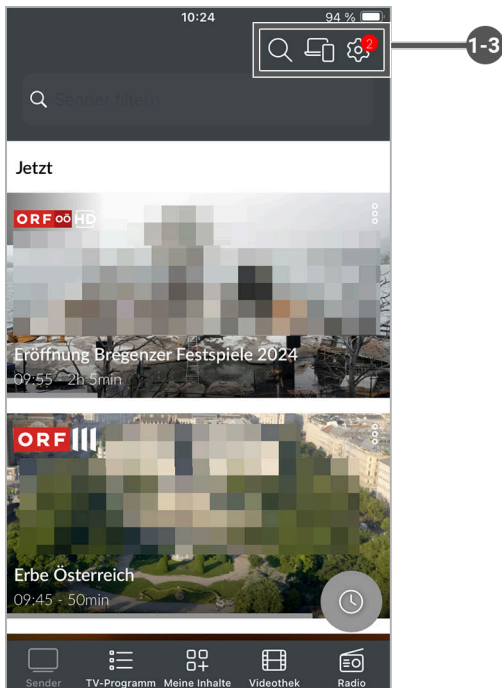 10:24
94 %
2
1-3
Sender filtern
Jetzt
ORF oö HD
Eröffnung Bregenzer Festspiele 2024
09:55 - 2h 5min
ORF III
Erbe Österreich
09:45 - 50min
Sender TV-Programm Meine Inhalte Videothek Radio